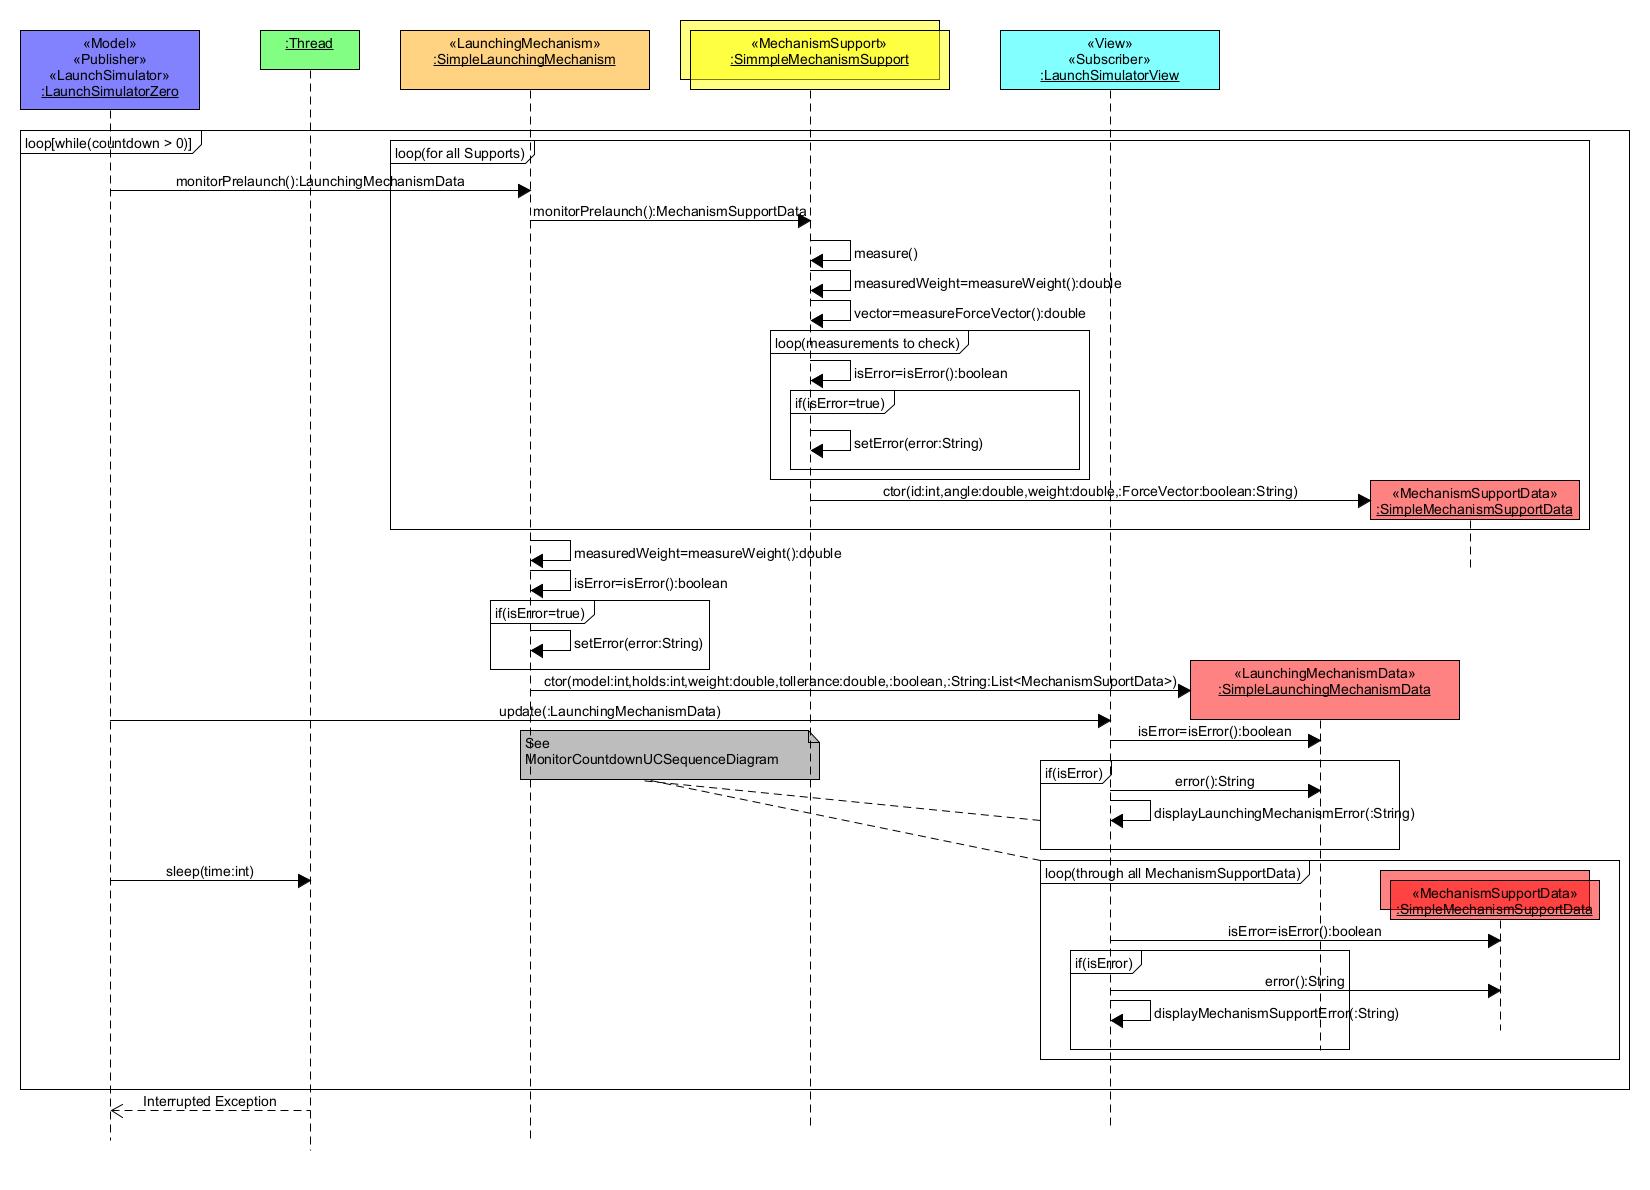 «Model»
«Publisher»
«LaunchSimulator»
:LaunchSimulatorZero
:Thread
«LaunchingMechanism»
:SimpleLaunchingMechanism
«MechanismSupport»
:SimmpleMechanismSupport
«View»
«Subscriber»
:LaunchSimulatorView
loop[while(countdown > 0)]
loop(for all Supports)
monitorPrelaunch():LaunchingMechanismData
monitorPrelaunch():MechanismSupportData
measure()
measuredWeight=measureWeight():double
vector=measureForceVector():double
loop(measurements to check)
isError=isError():boolean
if(isError=true)
setError(error:String)
ctor(id:int,angle:double,weight:double,:ForceVector:boolean:String)
«MechanismSupportData»
:SimpleMechanismSupportData
measuredWeight=measureWeight():double
isError=isError():boolean
if(isError=true)
setError(error:String)
ctor(model:int,holds:int,weight:double,tollerance:double,:boolean,:String:List<MechanismSuportData>)
«LaunchingMechanismData»
:SimpleLaunchingMechanismData
update(:LaunchingMechanismData)
isError=isError():boolean
See
MonitorCountdownUCSequenceDiagram
if(isError)
error():String
displayLaunchingMechanismError(:String)
sleep(time:int)
loop(through all MechanismSupportData)
«MechanismSupportData»
:SimpleMechanismSupportData
isError=isError():boolean
if(isError)
error():String
displayMechanismSupportError(:String)
Interrupted Exception